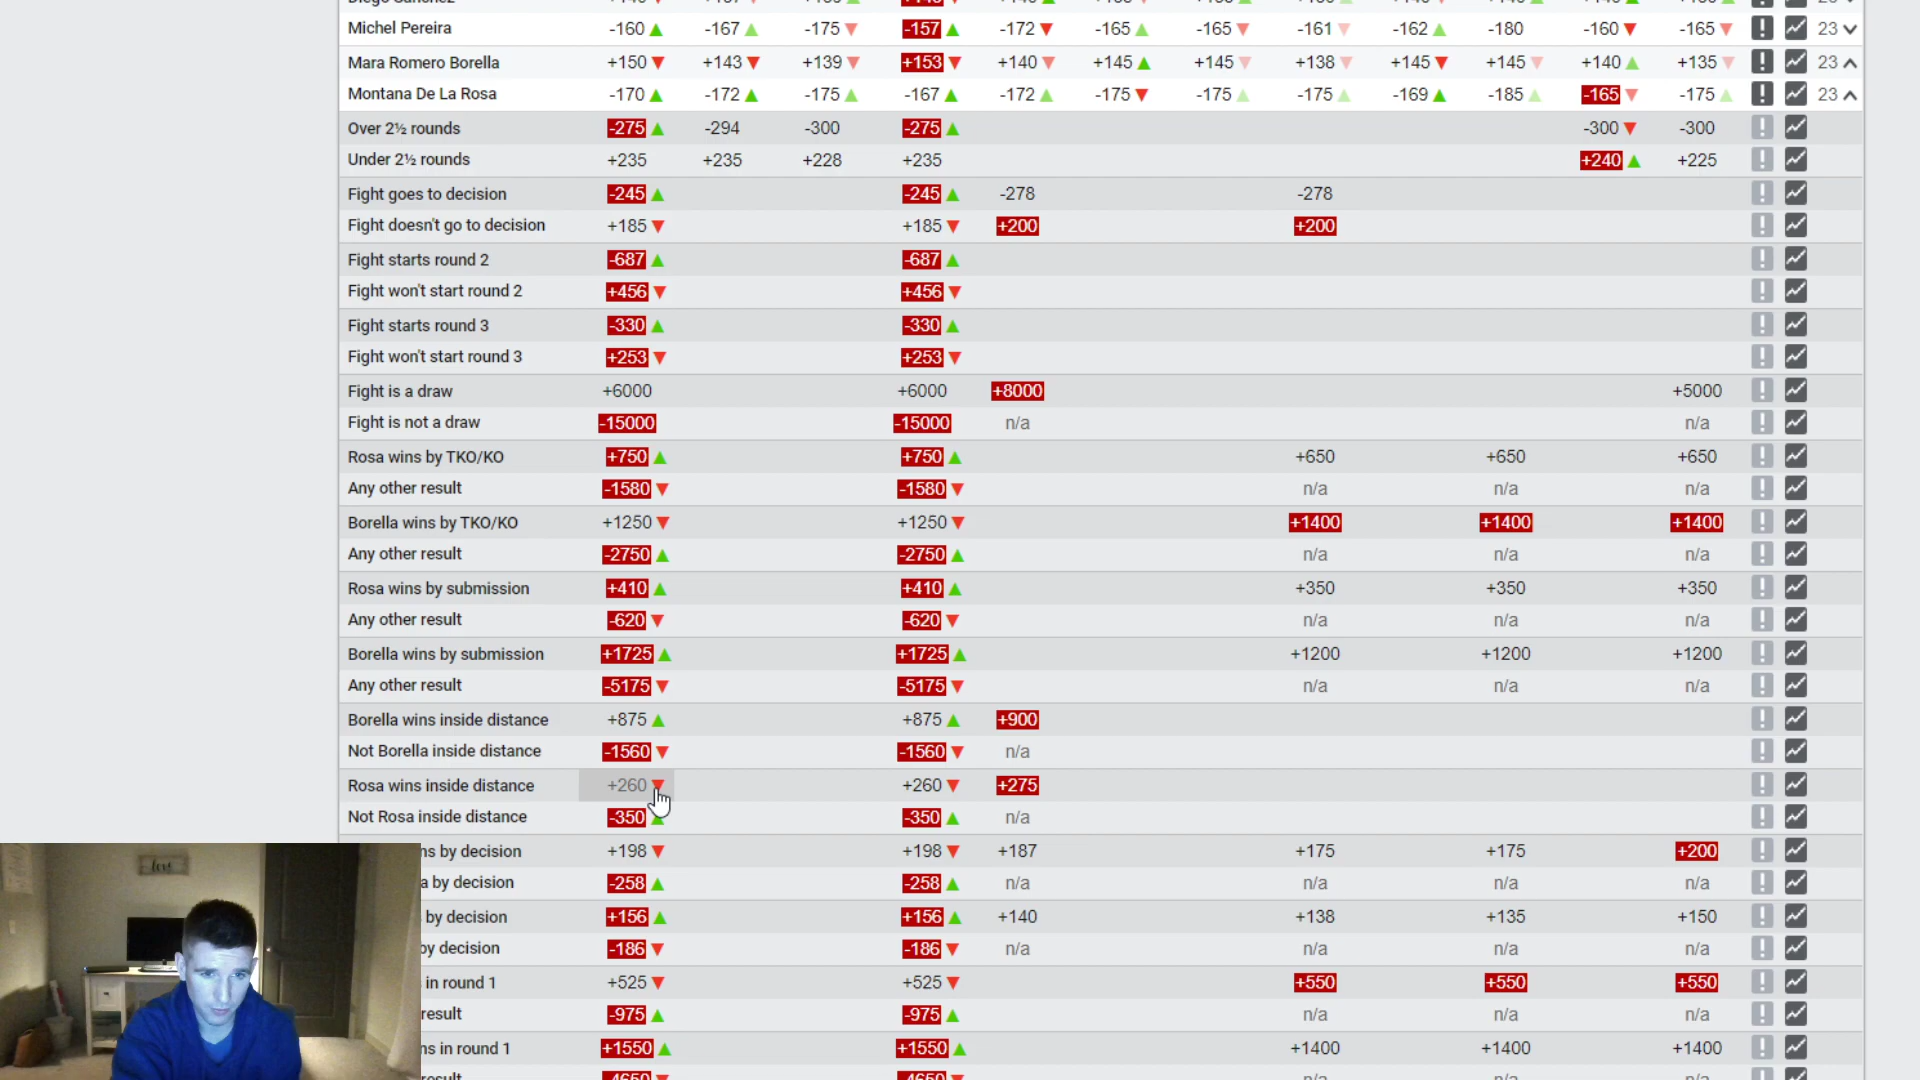 Michel Pereira -160 -167 -175 -157 -172 -165 -165 -161 -162 -180 -160 -165 23
Mara Romero Borella +150 +143 +139 +153 +140 +145 +145 +138 +145 +145 +140 +135 23
Montana De La Rosa -170 -172 -175 -167 -172 -175 -175 -175 -169 -185 -165 -175 23
Over 2½ rounds -275 -294 -300 -275 -300 -300
Under 2½ rounds +235 +235 +228 +235 +240 +225
Fight goes to decision -245 -245 -278 -278
Fight doesn't go to decision +185 +185 +200 +200
Fight starts round 2 -687 -687
Fight won't start round 2 +456 +456
Fight starts round 3 -330 -330
Fight won't start round 3 +253 +253
Fight is a draw +6000 +6000 +8000 +5000
Fight is not a draw -15000 -15000 n/a n/a
Rosa wins by TKO/KO +750 +750 +650 +650 +650
Any other result -1580 -1580 n/a n/a n/a
Borella wins by TKO/KO +1250 +1250 +1400 +1400 +1400
Any other result -2750 -2750 n/a n/a n/a
Rosa wins by submission +410 +410 +350 +350 +350
Any other result -620 -620 n/a n/a n/a
Borella wins by submission +1725 +1725 +1200 +1200 +1200
Any other result -5175 -5175 n/a n/a n/a
Borella wins inside distance +875 +875 +900
Not Borella inside distance -1560 -1560 n/a
Rosa wins inside distance +260 +260 +275
Not Rosa inside distance -350 -350 n/a
ns by decision +198 +198 +187 +175 +175 +200
a by decision -258 -258 n/a n/a n/a n/a
by decision +156 +156 +140 +138 +135 +150
by decision -186 -186 n/a n/a n/a n/a
in round 1 +525 +525 +550 +550 +550
esult -975 -975 n/a n/a n/a
ns in round 1 +1550 +1550 +1400 +1400 +1400